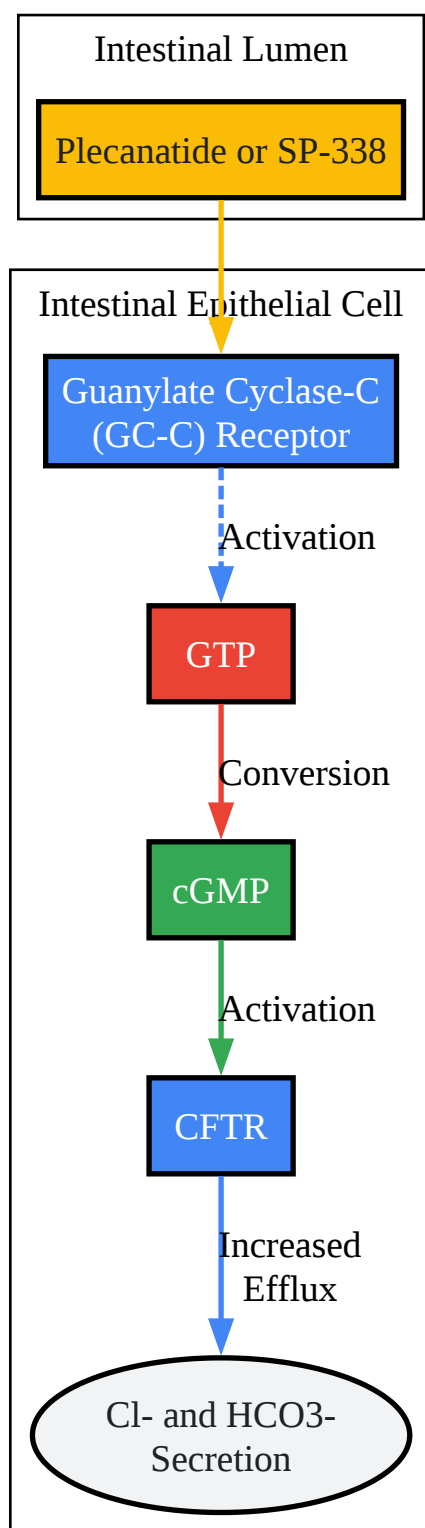 Intestinal Lumen
Plecanatide or SP-338
Intestinal Epithelial Cell
Guanylate Cyclase-C
(GC-C) Receptor
Activation
GTP
Conversion
cGMP
Activation
CFTR
Increased
Efflux
Cl- and HCO3-
Secretion